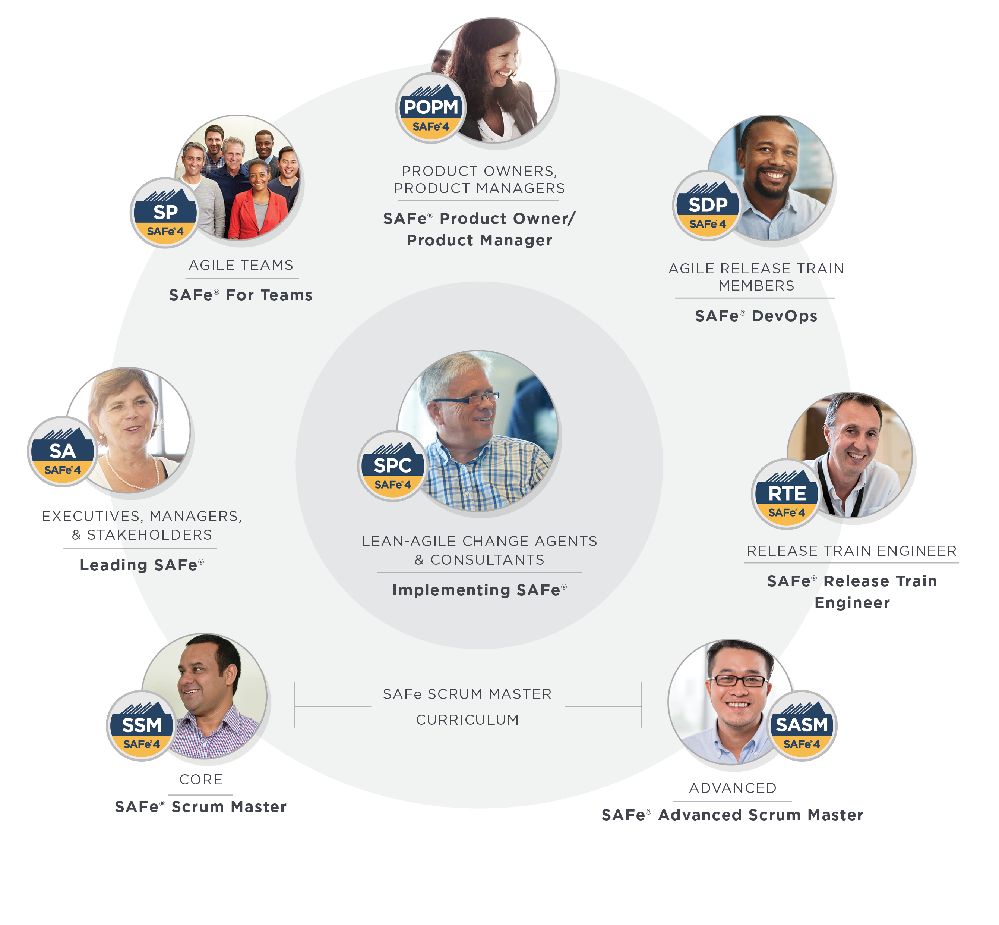 POPM
SAFe®4
PRODUCT OWNERS,
PRODUCT MANAGERS
SAFe® Product Owner/
Product Manager
SP
SAFe®4
AGILE TEAMS
SAFe® For Teams
SDP
SAFe®4
AGILE RELEASE TRAIN
MEMBERS
SAFe® DevOps
SA
SAFe®4
EXECUTIVES, MANAGERS,
& STAKEHOLDERS
Leading SAFe®
SPC
SAFe®4
LEAN-AGILE CHANGE AGENTS
& CONSULTANTS
Implementing SAFe®
RTE
SAFe®4
RELEASE TRAIN ENGINEER
SAFe® Release Train
Engineer
SSM
SAFe®4
CORE
SAFe® Scrum Master
SAFe SCRUM MASTER
CURRICULUM
SASM
SAFe®4
ADVANCED
SAFe® Advanced Scrum Master